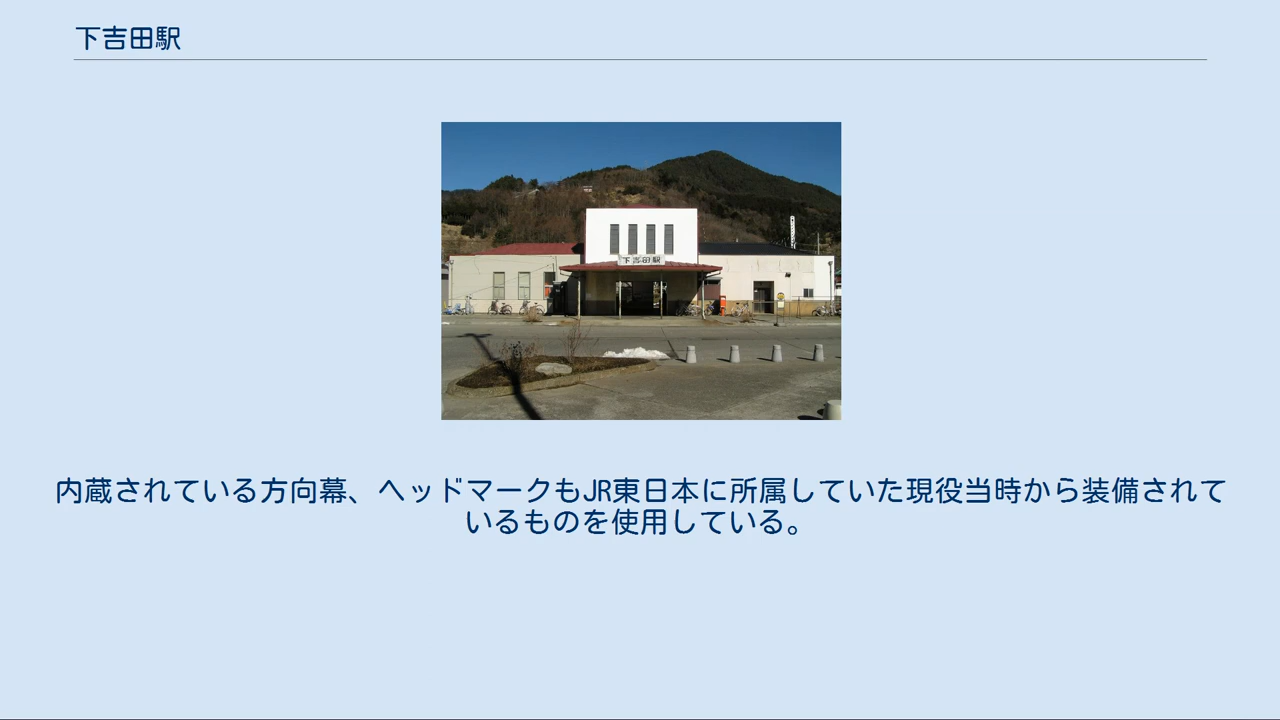 下吉田駅
下吉田駅
内蔵されている方向幕、ヘッドマークもJR東日本に所属していた現役当時から装備されて
いるものを使用している。